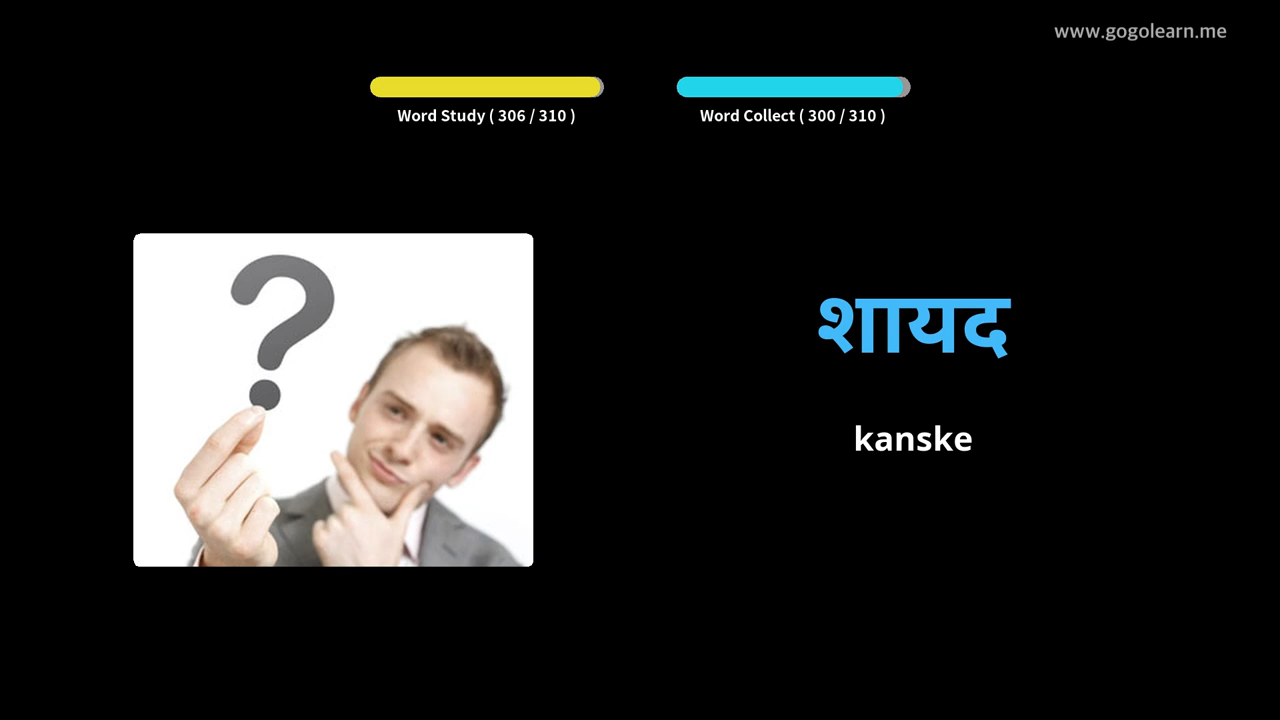 www.gogolearn.me
Word Study ( 306 / 310 )
Word Collect ( 300 / 310 )
?
शायद
kanske